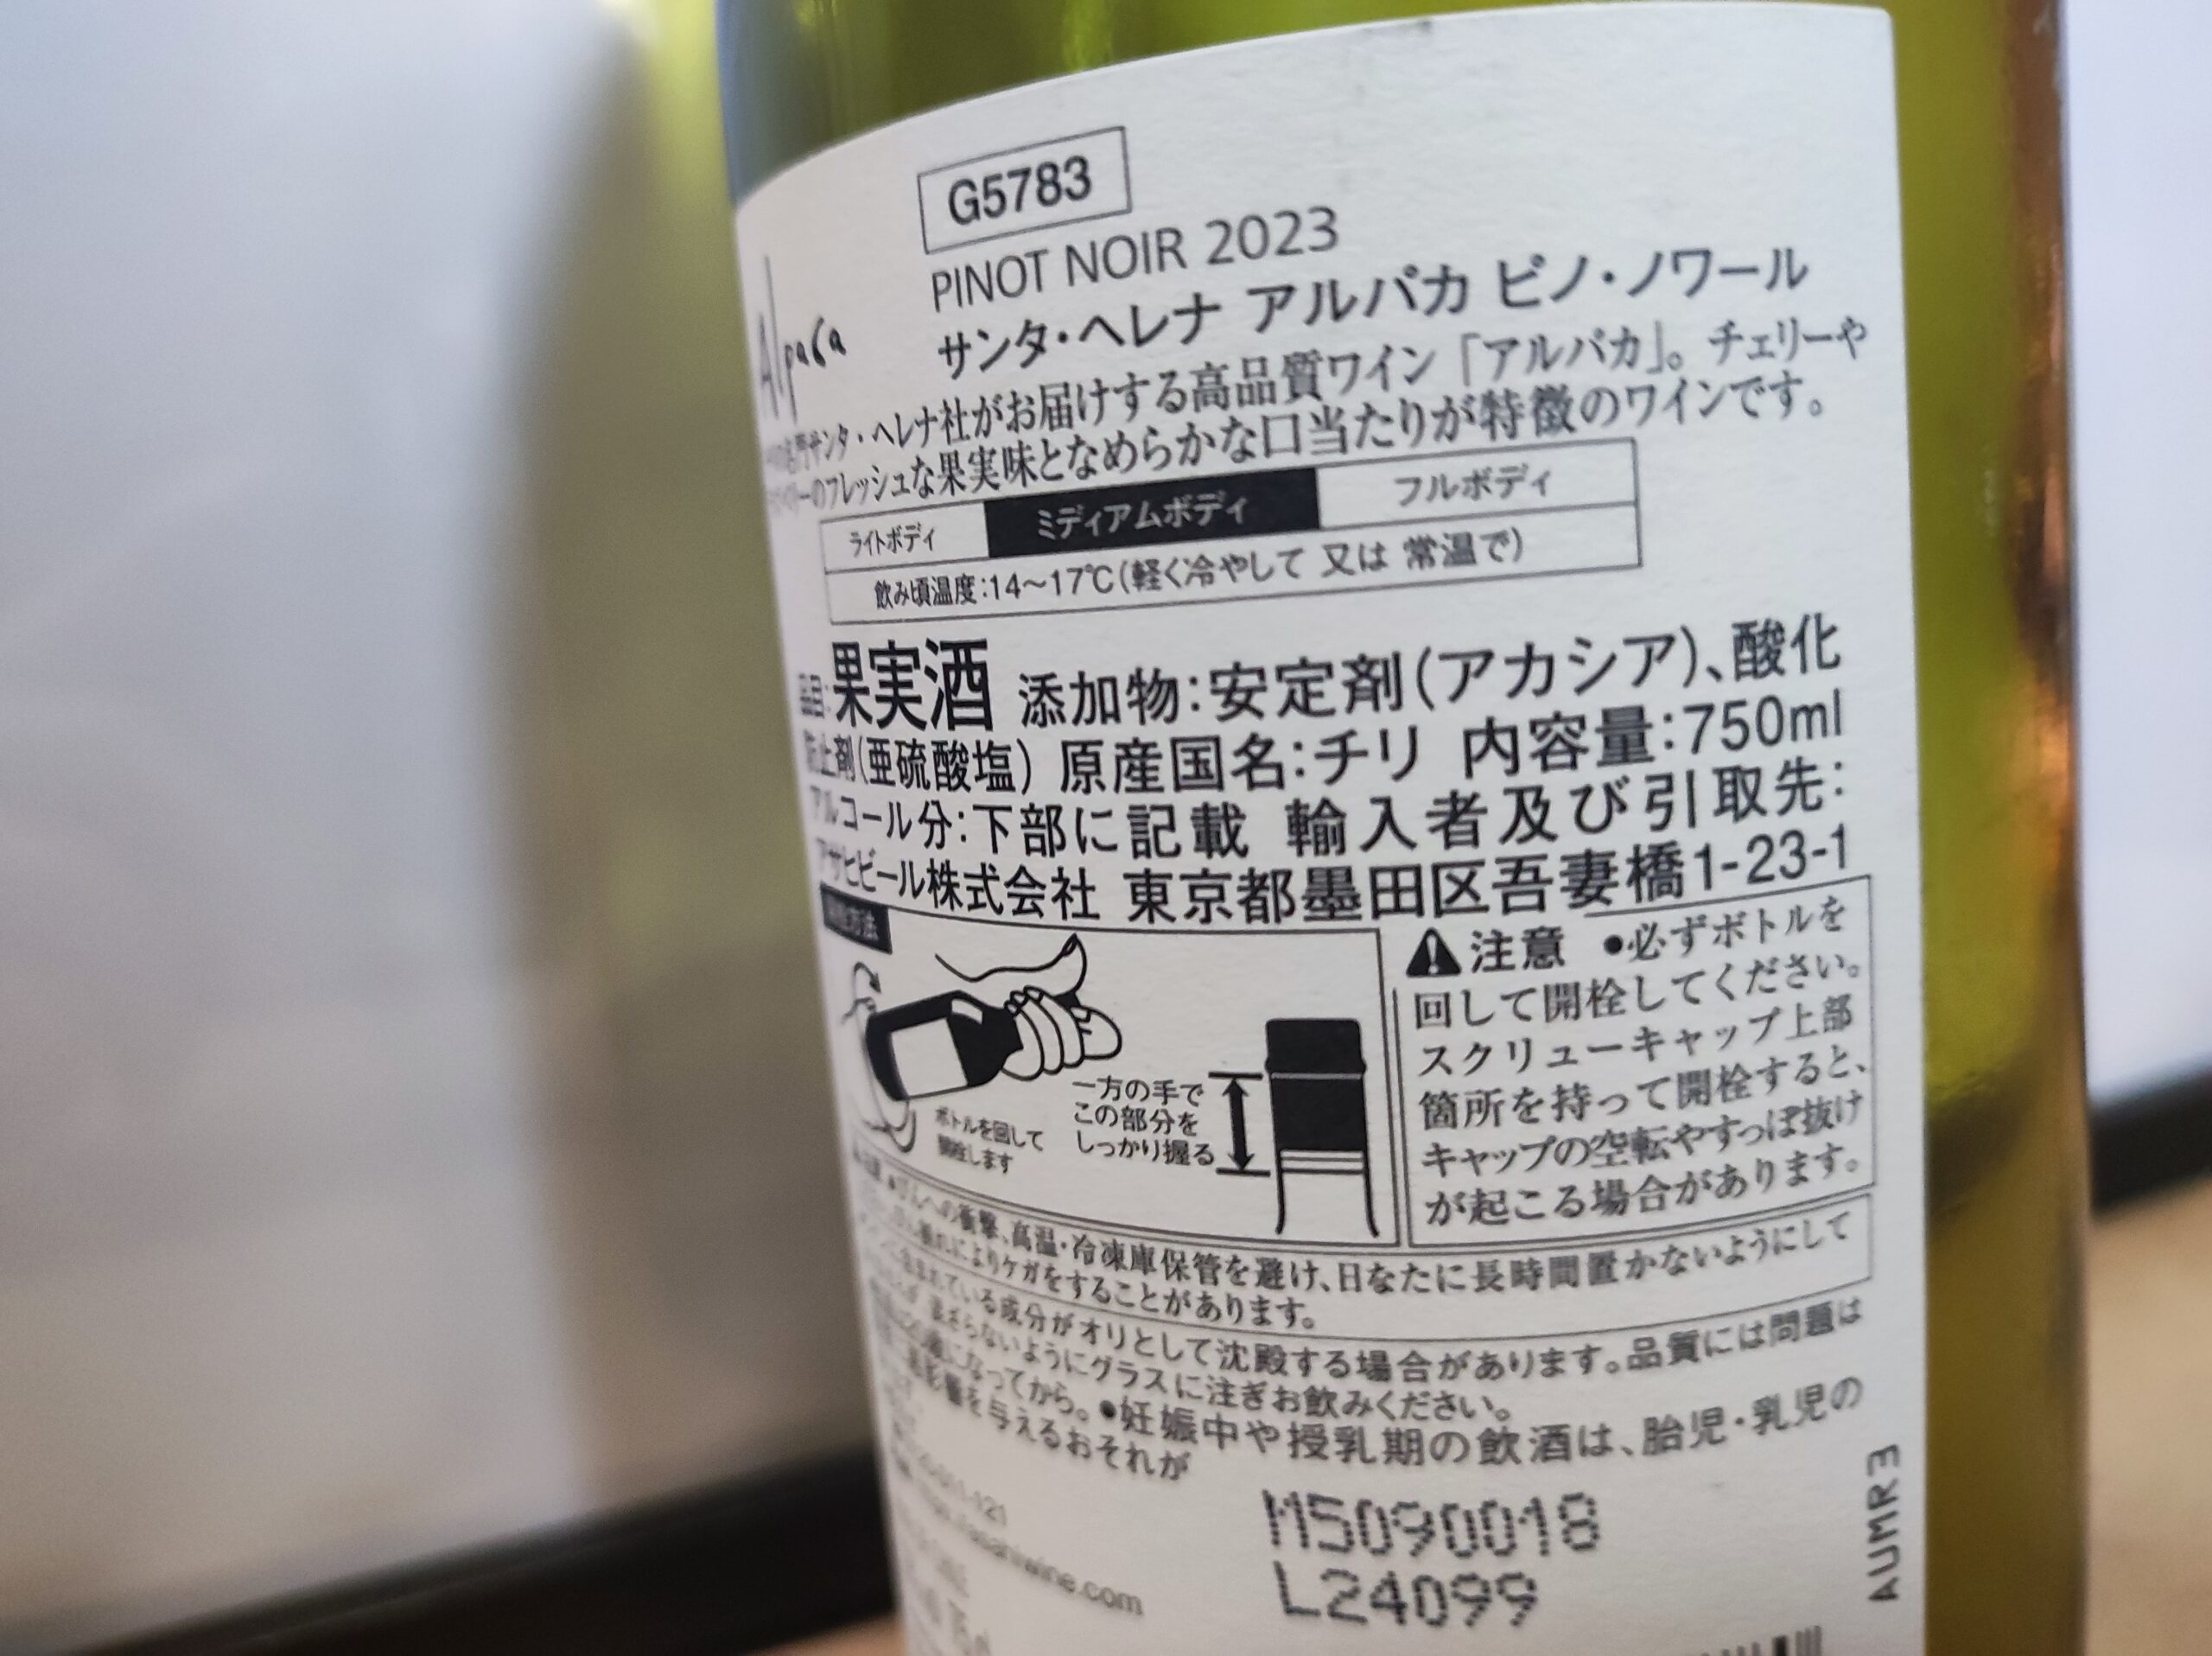 G5783
PINOT NOIR 2023
サンタ・ヘレナ アルパカ ピノ・ノワール
Alpaca
サンタ・ヘレナ社がお届けする高品質ワイン「アルパカ」。チェリーや
リーのフレッシュな果実味となめらかな口当たりが特徴のワインです。
ライトボディ ミディアムボディ フルボディ
飲み頃温度:14〜17℃(軽く冷やして 又は 常温で)
品目:果実酒 添加物:安定剤(アカシア)、酸化
防止剤(亜硫酸塩) 原産国名:チリ 内容量:750ml
アルコール分:下部に記載 輸入者及び引取先:
アサヒビール株式会社 東京都墨田区吾妻橋1-23-1
ボトルを回して
開栓します
一方の手で
この部分を
しっかり握る
注意 ●必ずボトルを
回して開栓してください。
スクリューキャップ上部
箇所を持って開栓すると、
キャップの空転やすっぽ抜け
が起こる場合があります。
びんへの衝撃、高温・冷凍庫保管を避け、日なたに長時間置かないようにして
によりケガをすることがあります。
含まれている成分がオリとして沈殿する場合があります。品質には問題は
混ざらないようにグラスに注ぎお飲みください。
になってから。●妊娠中や授乳期の飲酒は、胎児・乳児の
悪影響を与えるおそれが
M5090018
L24099
AUMR3